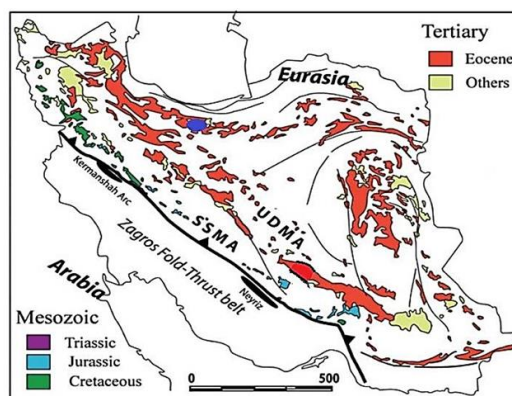 Tertiary
Eocene
Others
Eurasia
Kermanshah Arc
SSMA
UDMA
Zagros Fold-Thrust belt
Neyriz
Arabia
Mesozoic
Triassic
Jurassic
Cretaceous
0
500